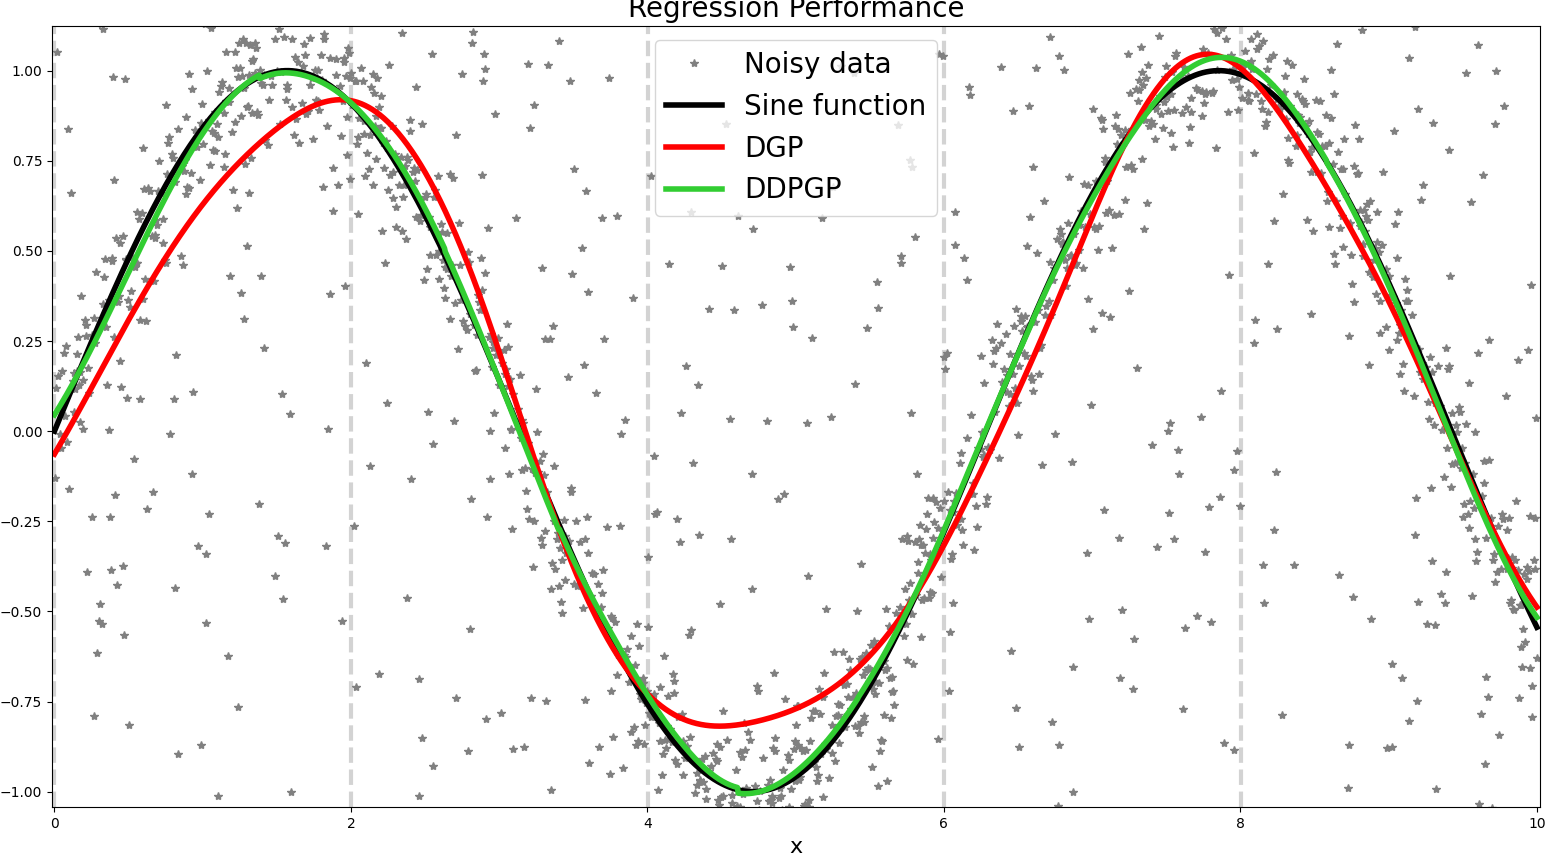 Regression Performance
Noisy data
Sine function
DGP
DDPGP
1.00
0.75
0.50
0.25
0.00
−0.25
−0.50
−0.75
−1.00
0 2 4 6 8 10
x